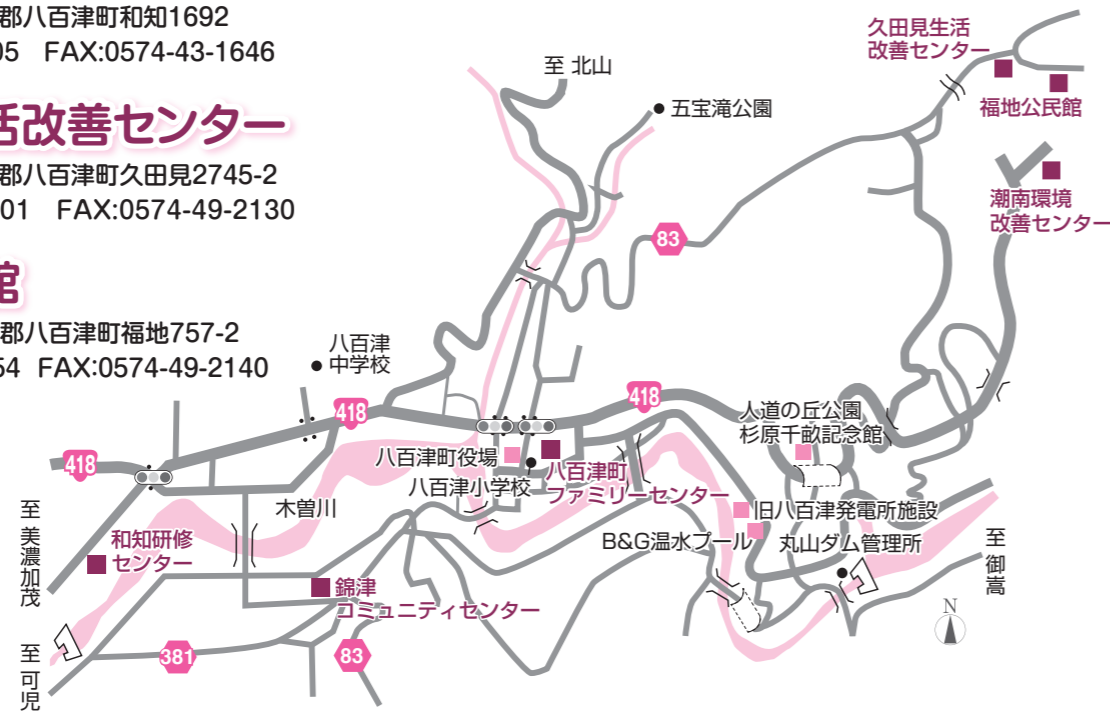 郡八百津町和知1692
05 FAX:0574-43-1646
活改善センター
郡八百津町久田見2745-2
01 FAX:0574-49-2130
館
郡八百津町福地757-2
54 FAX:0574-49-2140
久田見生活
改善センター
福地公民館
潮南環境
改善センター
至 北山
五宝滝公園
83
八百津
中学校
418
418
418
人道の丘公園
杉原千畝記念館
八百津町役場
八百津小学校
八百津町
ファミリーセンター
木曽川
旧八百津発電所施設
B&G温水プール
丸山ダム管理所
至 美濃加茂
和知研修
センター
錦津
コミュニティセンター
至 御嵩
N
381
83
至 可児